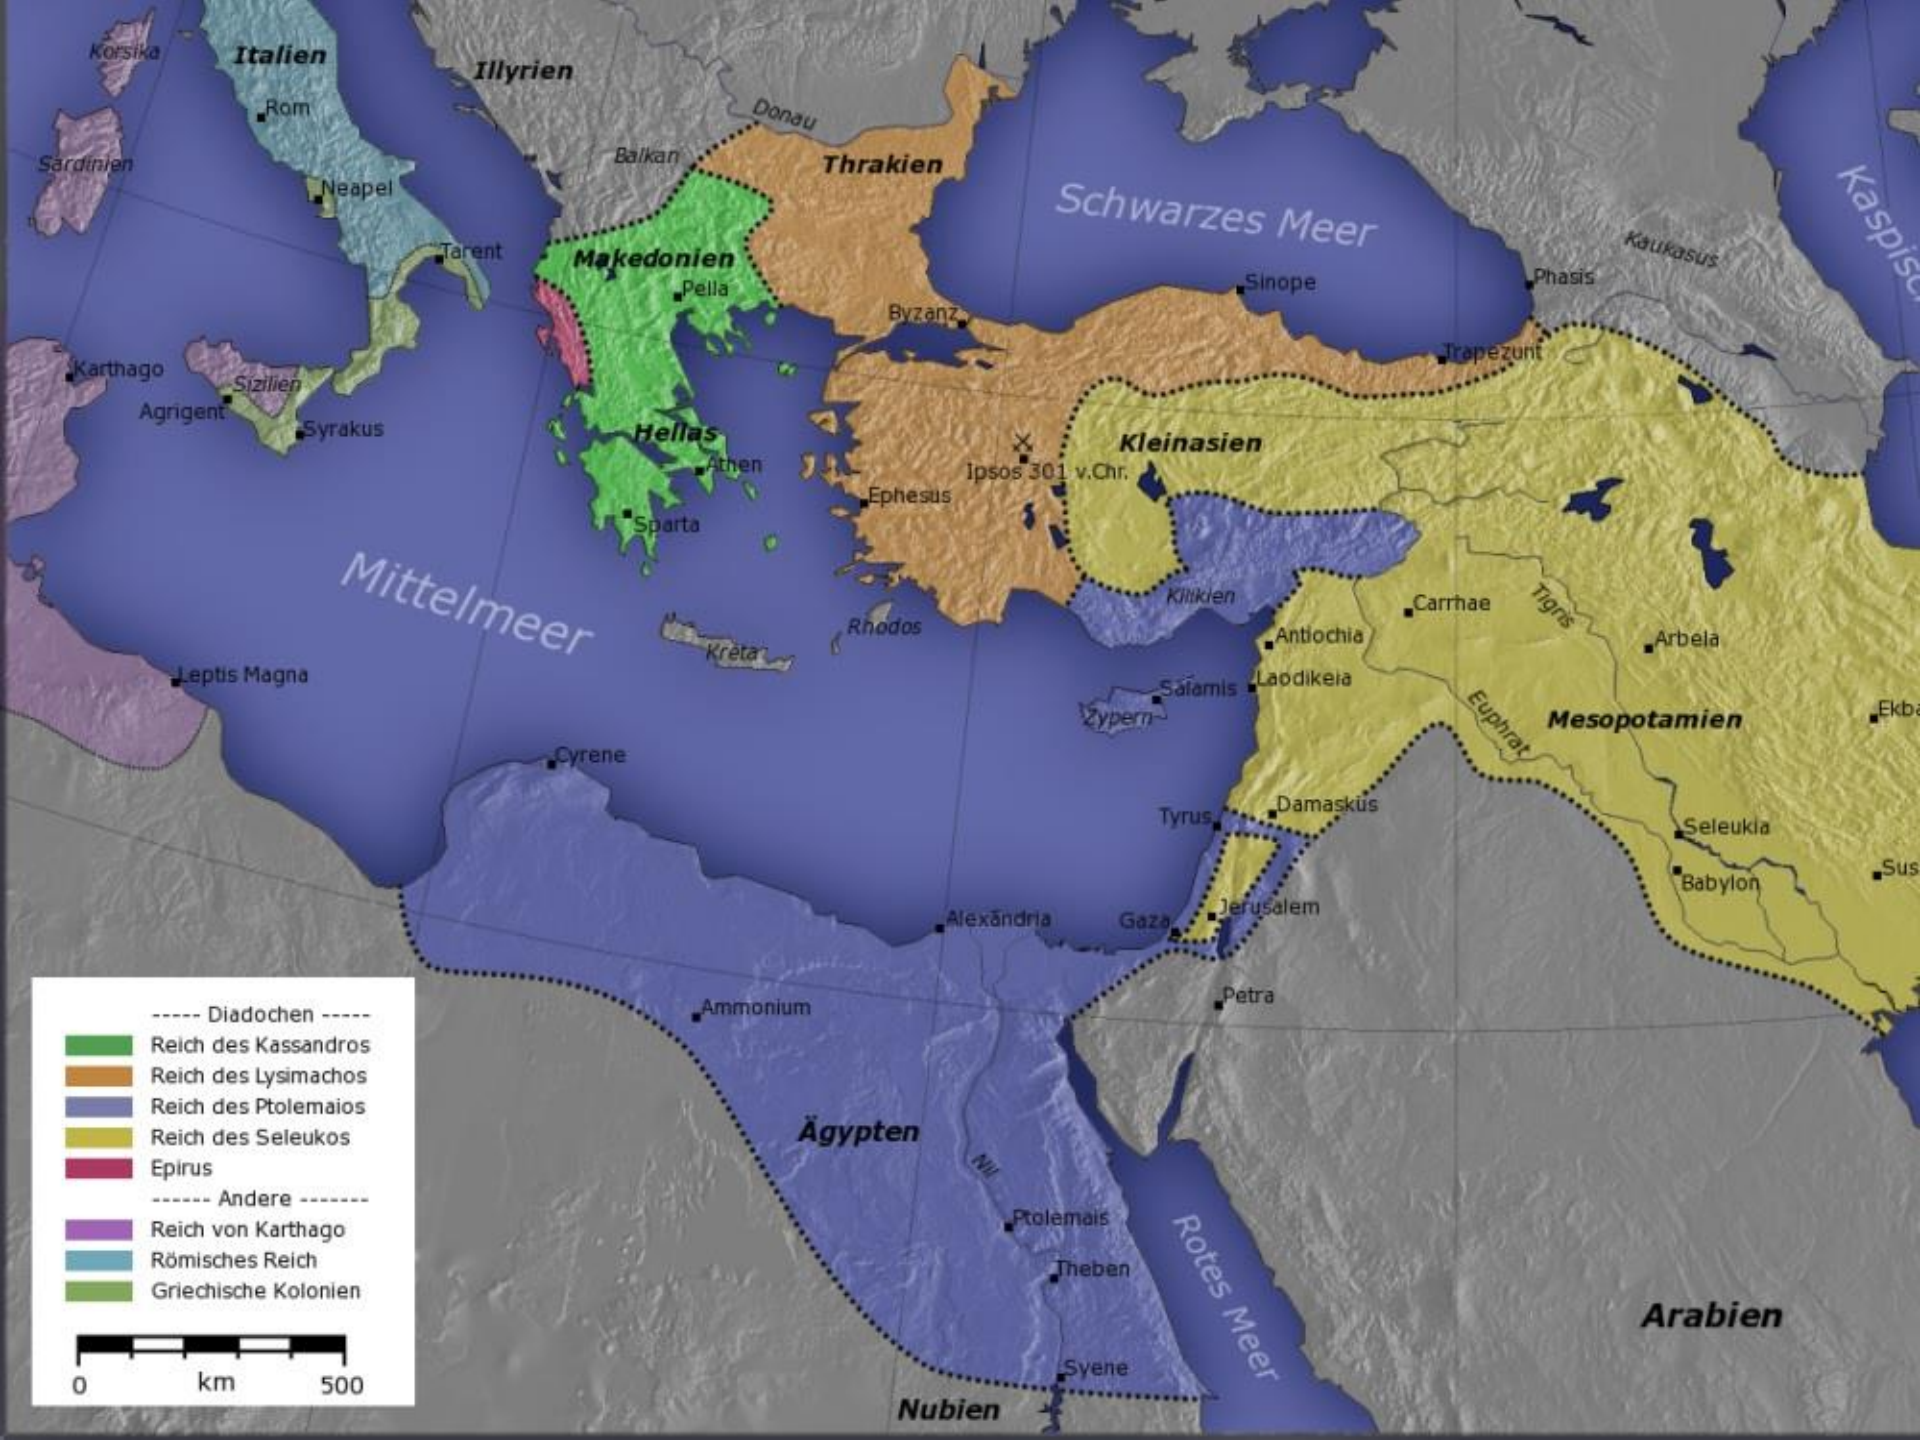 Korsika
Italien
Illyrien
Rom
Donau
Balkan
Thrakien
Sardinien
Neapel
Schwarzes Meer
Kaspisc
Kaukasus
Tarent
Makedonien
Pella
Sinope
Phasis
Byzanz
Trapezunt
Karthago
Sizilien
Agrigent
Syrakus
Hellas
Athen
Kleinasien
Ipsos 301 v.Chr.
Ephesus
Sparta
Mittelmeer
Kilikien
Carrhae
Tigris
Rhodos
Kreta
Antiochia
Arbela
Leptis Magna
Salamis
Laodikeia
Zypern
Euphrat
Mesopotamien
Ekba
Cyrene
Tyrus
Damaskus
Seleukia
Sus
Babylon
Alexandria
Gaza
Jerusalem
Petra
Ammonium
Ägypten
Nil
Ptolemais
Theben
Rotes Meer
Arabien
Syene
Nubien
----- Diadochen -----
Reich des Kassandros
Reich des Lysimachos
Reich des Ptolemaios
Reich des Seleukos
Epirus
------ Andere -------
Reich von Karthago
Römisches Reich
Griechische Kolonien
0 km 500